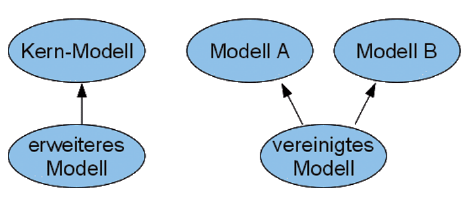 Kern-Modell
Modell A
Modell B
erweiteres
Modell
vereinigtes
Modell